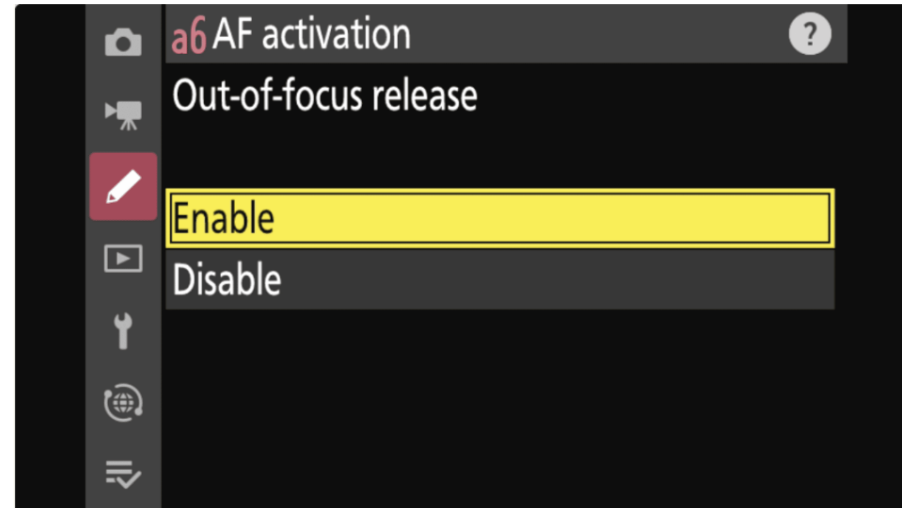 a6 AF activation
?
Out-of-focus release
Enable
Disable